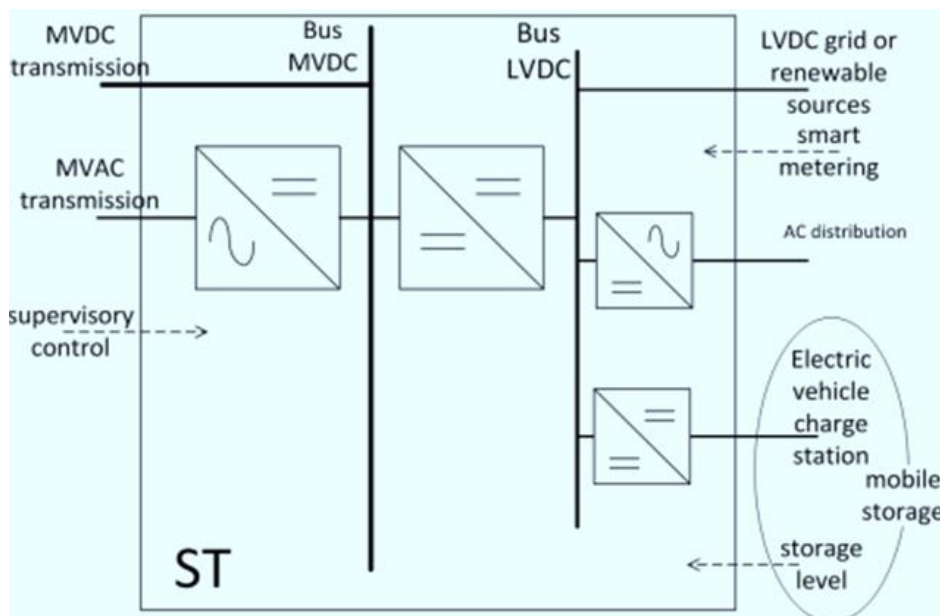 MVDC
transmission
Bus
MVDC
Bus
LVDC
LVDC grid or
renewable
sources
smart
metering
MVAC
transmission
AC distribution
supervisory
control
Electric
vehicle
charge
station
mobile
storage
storage
level
ST